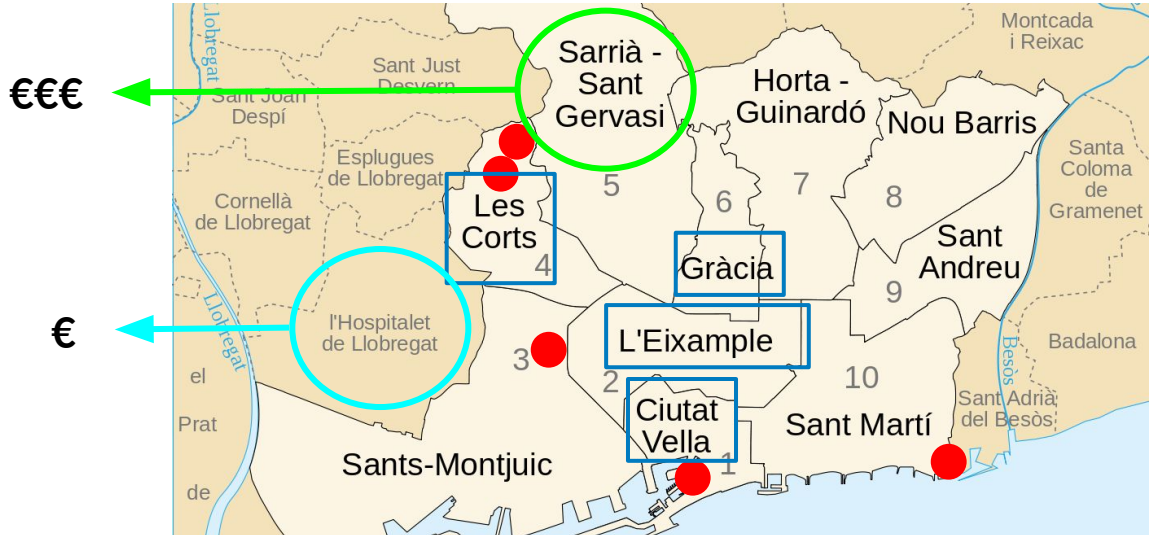 Llobregat
Montcada
i Reixac
Sarrià -
Sant
Gervasi
Sant Just
Desvern
Horta -
Guinardó
€€€
Sant Joan
Despí
Nou Barris
Esplugues
de Llobregat
Santa
Coloma
de
Gramenet
Cornellà
de Llobregat
Les
Corts
4
5
6
7
8
Gràcia
Sant
Andreu
9
Llobregat
l'Hospitalet
de Llobregat
€
3
L'Eixample
2
10
Besòs
Badalona
el
Prat
de
Ciutat
Vella
1
Sant Martí
Sant Adrià
del Besòs
Sants-Montjuic